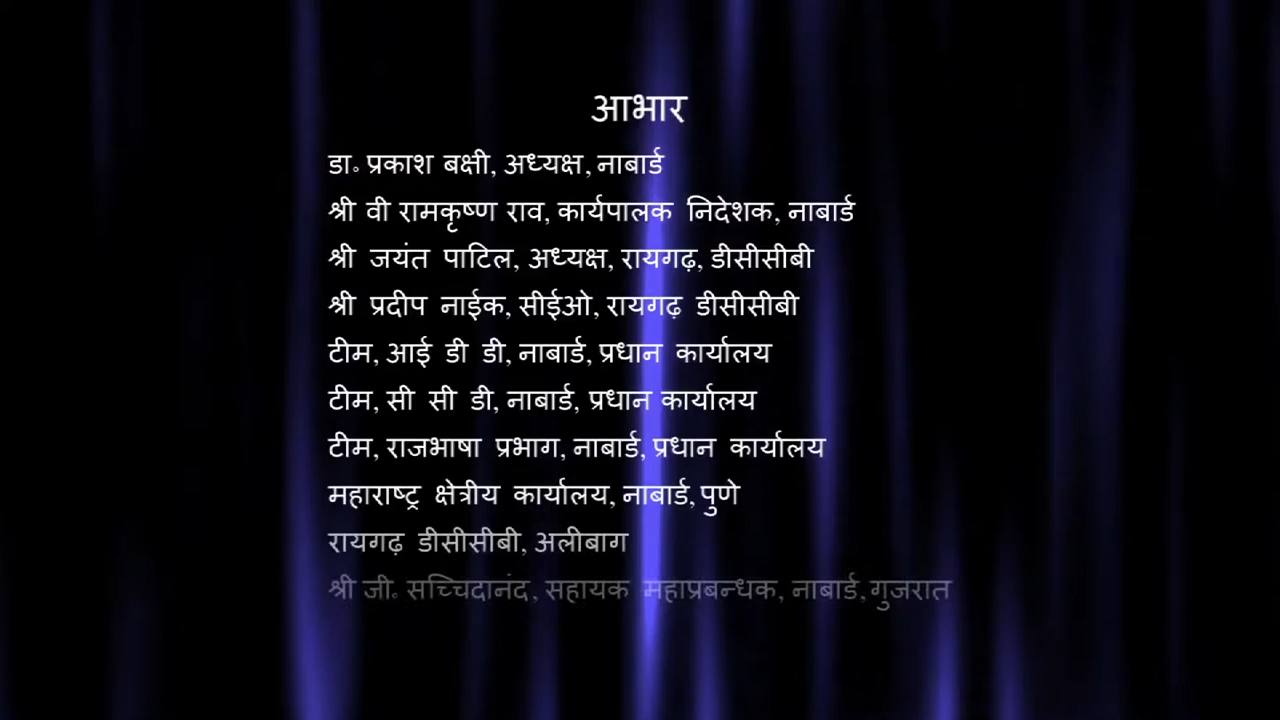 आभार
डा॰ प्रकाश बक्षी, अध्यक्ष, नाबार्ड
श्री वी रामकृष्ण राव, कार्यपालक निदेशक, नाबार्ड
श्री जयंत पाटिल, अध्यक्ष, रायगढ़, डीसीसीबी
श्री प्रदीप नाईक, सीईओ, रायगढ़ डीसीसीबी
टीम, आई डी डी, नाबार्ड, प्रधान कार्यालय
टीम, सी सी डी, नाबार्ड, प्रधान कार्यालय
टीम, राजभाषा प्रभाग, नाबार्ड, प्रधान कार्यालय
महाराष्ट्र क्षेत्रीय कार्यालय, नाबार्ड, पुणे
रायगढ़ डीसीसीबी, अलीबाग
श्री जी॰ सच्चिदानंद, सहायक महाप्रबन्धक, नाबार्ड, गुजरात